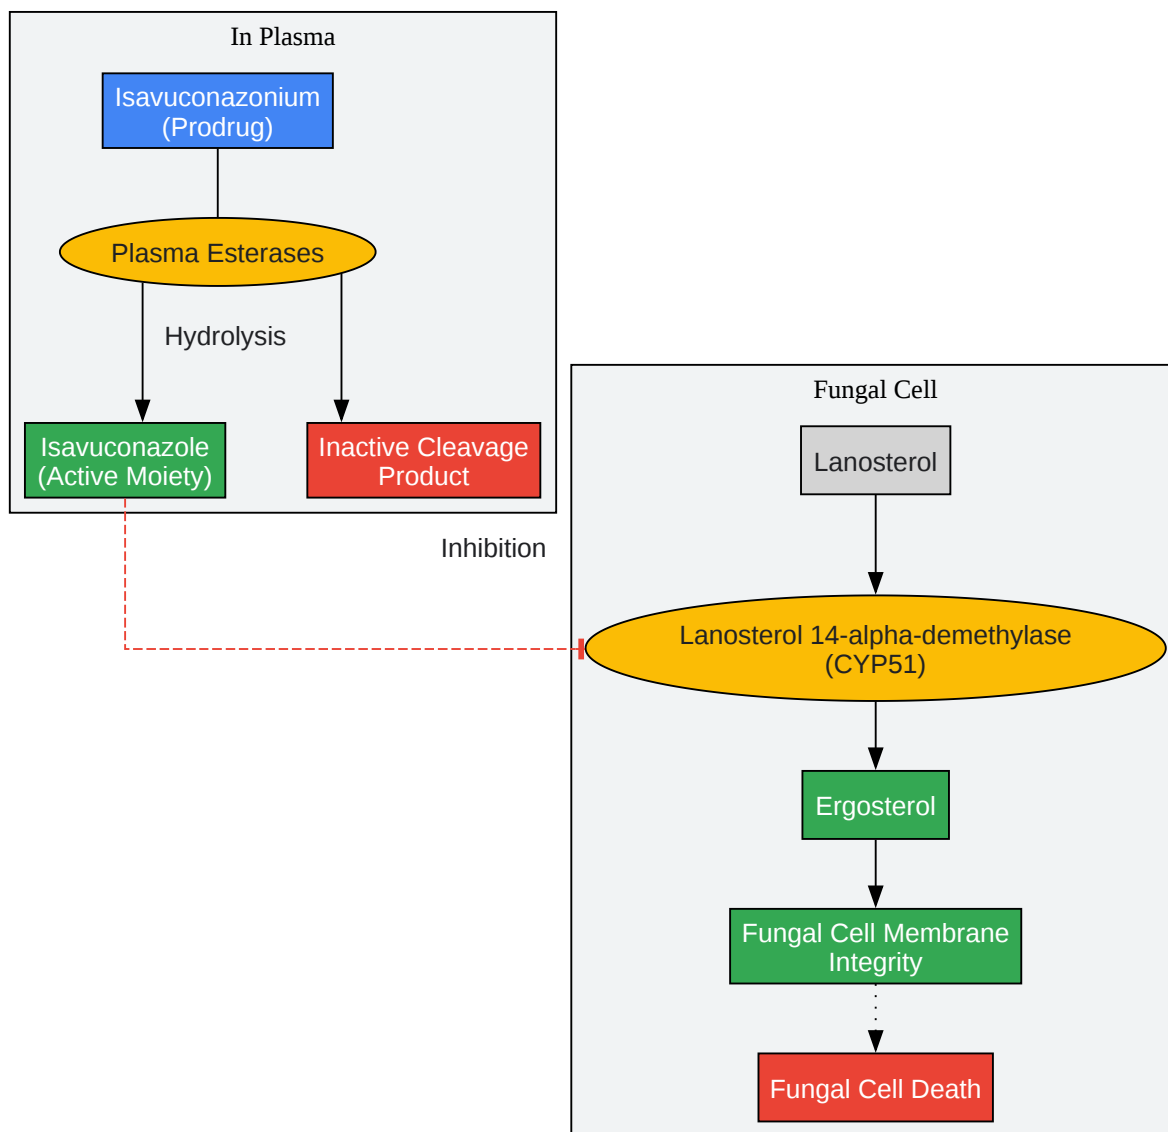 In Plasma
Isavuconazonium
(Prodrug)
Plasma Esterases
Hydrolysis
Isavuconazole
(Active Moiety)
Inactive Cleavage
Product
Inhibition
Fungal Cell
Lanosterol
Lanosterol 14-alpha-demethylase
(CYP51)
Ergosterol
Fungal Cell Membrane
Integrity
Fungal Cell Death